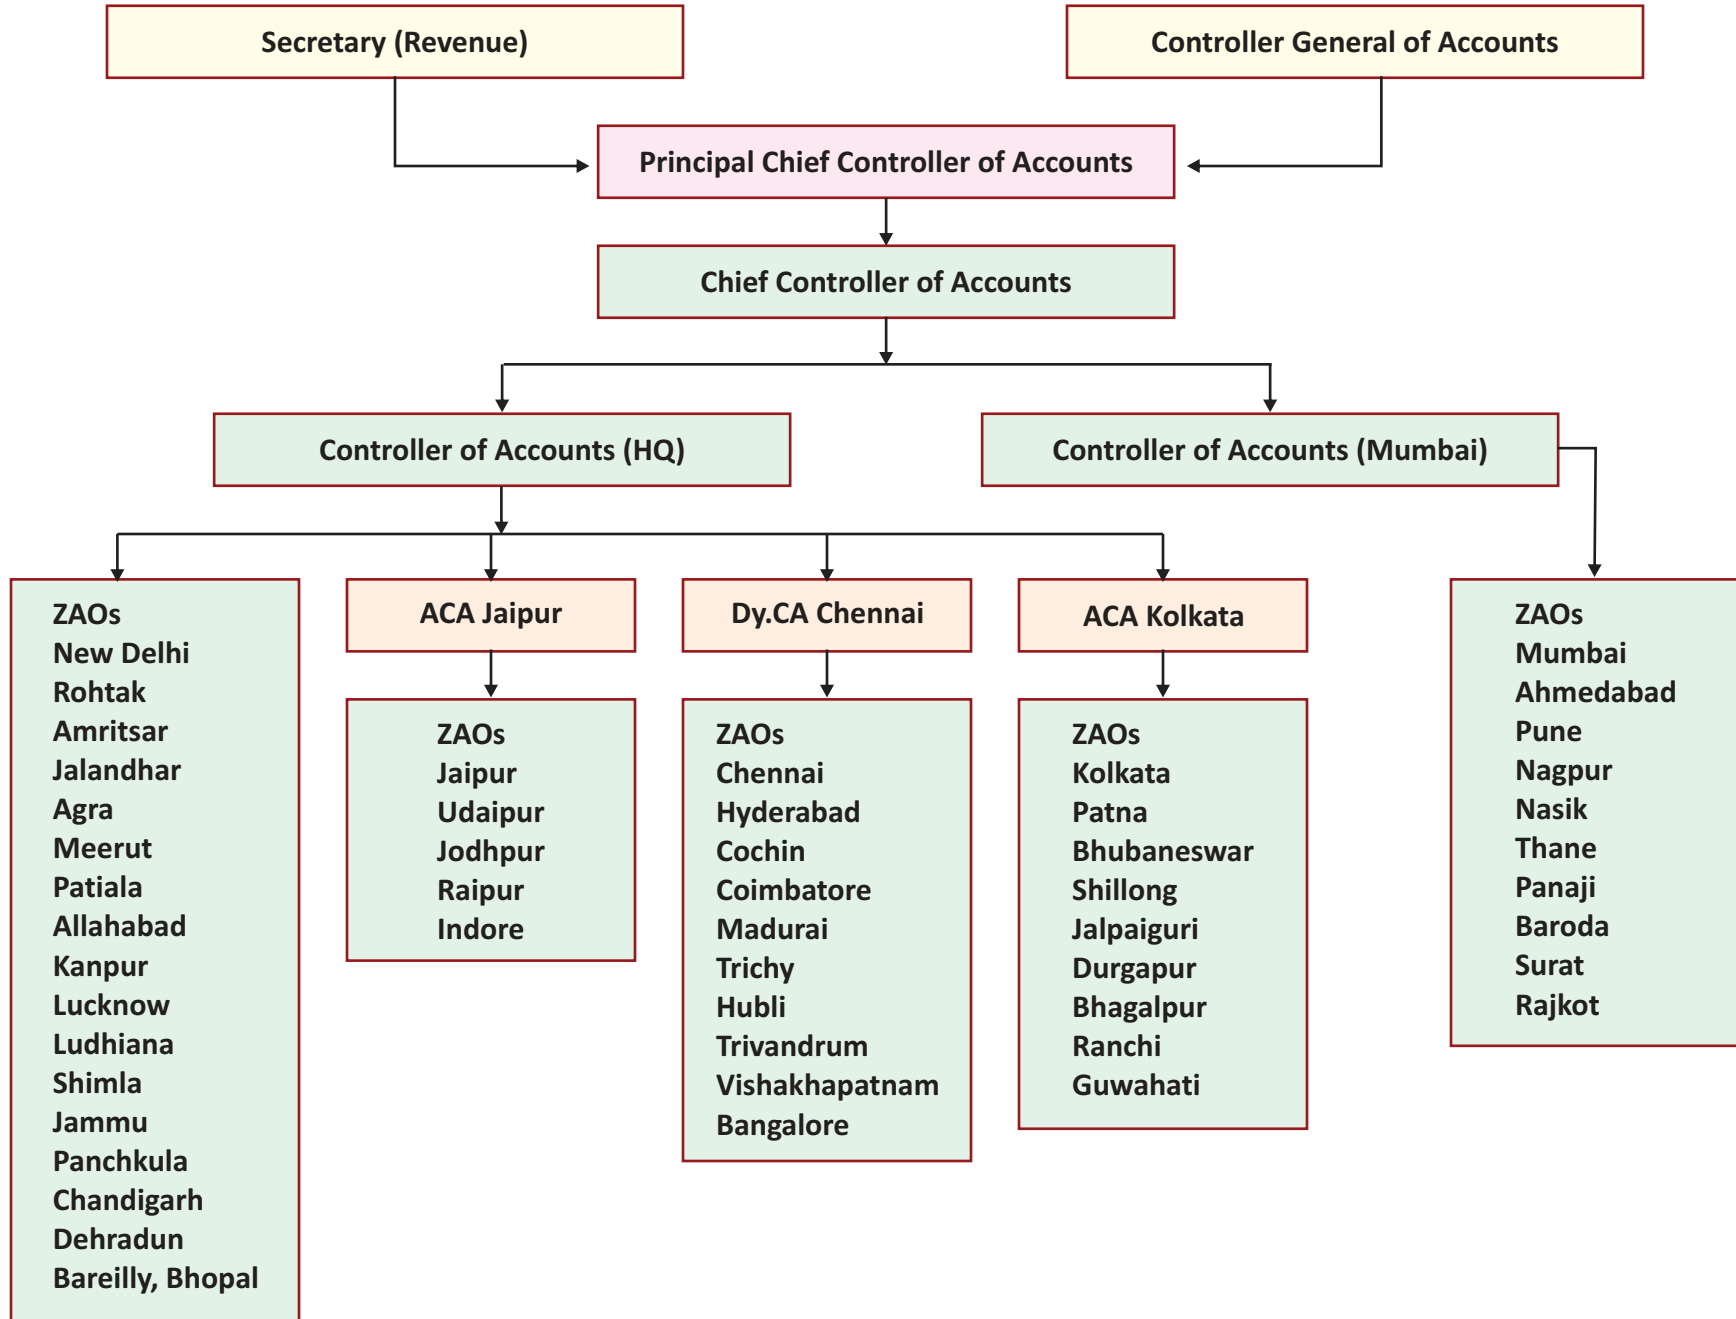 Secretary (Revenue)
Controller General of Accounts
Principal Chief Controller of Accounts
Chief Controller of Accounts
Controller of Accounts (HQ)
Controller of Accounts (Mumbai)
ZAOs
New Delhi
Rohtak
Amritsar
Jalandhar
Agra
Meerut
Patiala
Allahabad
Kanpur
Lucknow
Ludhiana
Shimla
Jammu
Panchkula
Chandigarh
Dehradun
Bareilly, Bhopal
ACA Jaipur
ZAOs
Jaipur
Udaipur
Jodhpur
Raipur
Indore
Dy.CA Chennai
ZAOs
Chennai
Hyderabad
Cochin
Coimbatore
Madurai
Trichy
Hubli
Trivandrum
Vishakhapatnam
Bangalore
ACA Kolkata
ZAOs
Kolkata
Patna
Bhubaneswar
Shillong
Jalpaiguri
Durgapur
Bhagalpur
Ranchi
Guwahati
ZAOs
Mumbai
Ahmedabad
Pune
Nagpur
Nasik
Thane
Panaji
Baroda
Surat
Rajkot